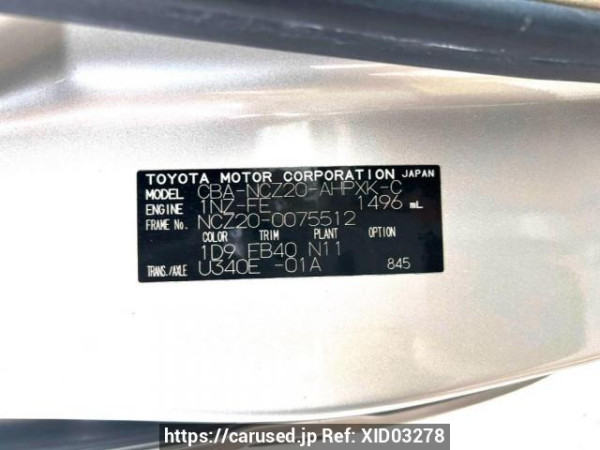 TOYOTA MOTOR CORPORATION JAPAN
MODEL CBA-NCZ20-AHPXK-C
ENGINE 1NZ-FE 1496 mL
FRAME No. NCZ20-0075512
COLOR TRIM PLANT OPTION
1D9 FB40 N11
TRANS./AXLE U340E -01A 845
https://carused.jp Ref: XID03278